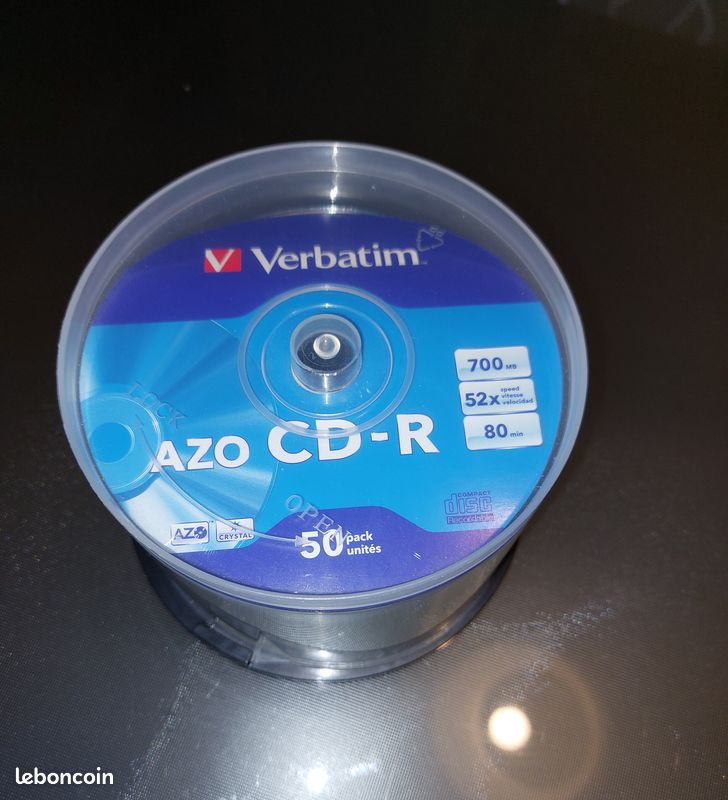 Verbatim™
700 MB
52x speed
vitesse
velocidad
80 min
LOCK
AZO CD-R
OPEN
COMPACT
disc
Recordable
AZO
CRYSTAL
50 pack
unités
leboncoin